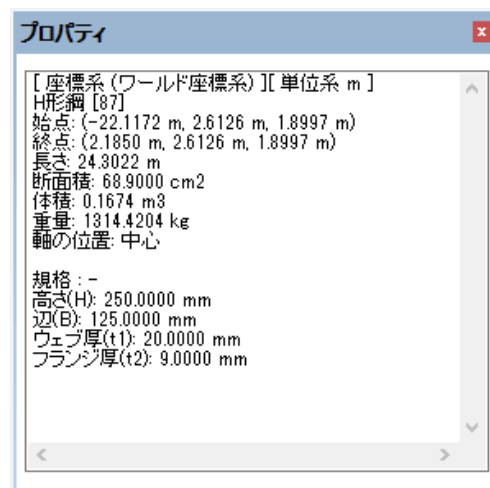 プロパティ
[ 座標系 (ワールド座標系) ][ 単位系 m ]
H形鋼 [87]
始点: (-22.1172 m, 2.6126 m, 1.8997 m)
終点: (2.1850 m, 2.6126 m, 1.8997 m)
長さ: 24.3022 m
断面積: 68.9000 cm2
体積: 0.1674 m3
重量: 1314.4204 kg
軸の位置: 中心
規格 : -
高さ(H): 250.0000 mm
辺(B): 125.0000 mm
ウェブ厚(t1): 20.0000 mm
フランジ厚(t2): 9.0000 mm